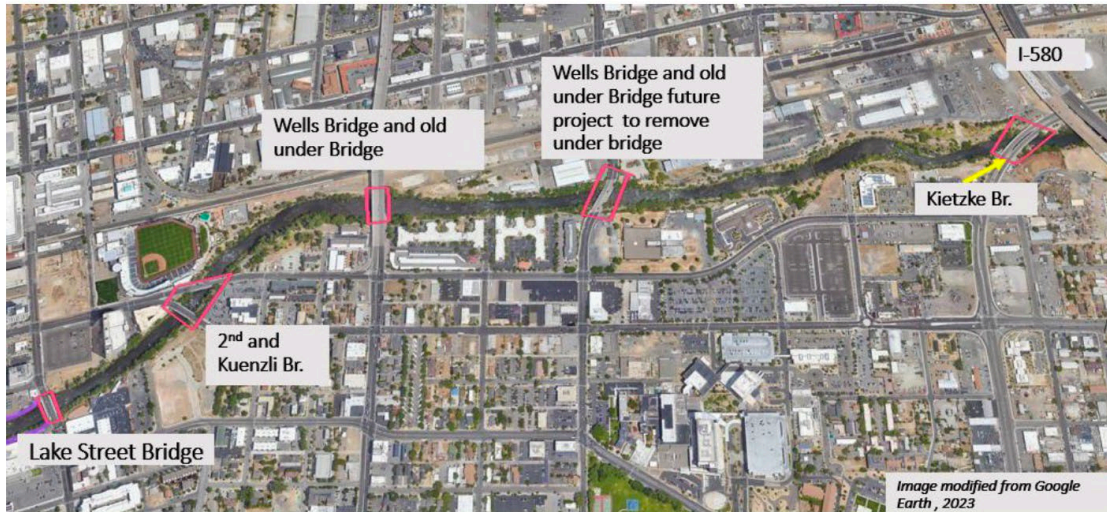 I-580
Wells Bridge and old
under Bridge future
project  to remove
under bridge
Wells Bridge and old
under Bridge
Kietzke Br.
2nd and
Kuenzli Br.
Lake Street Bridge
Image modified from Google
Earth , 2023